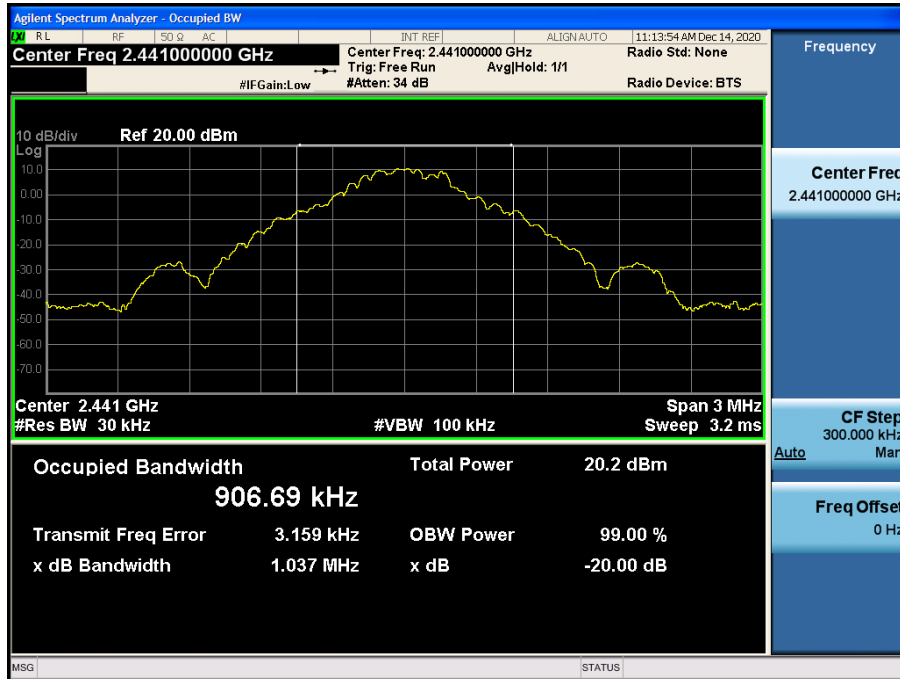 Agilent Spectrum Analyzer - Occupied BW
LXI RL RF 50 Ω AC INT REF ALIGN AUTO 11:13:54 AM Dec 14, 2020
Center Freq 2.441000000 GHz
Center Freq: 2.441000000 GHz Radio Std: None
Trig: Free Run Avg|Hold: 1/1
#IFGain:Low #Atten: 34 dB Radio Device: BTS
10 dB/div Ref 20.00 dBm
Log
10.0
0.00
-10.0
-20.0
-30.0
-40.0
-50.0
-60.0
-70.0
Center 2.441 GHz Span 3 MHz
#Res BW 30 kHz #VBW 100 kHz Sweep 3.2 ms
Occupied Bandwidth Total Power 20.2 dBm
906.69 kHz
Transmit Freq Error 3.159 kHz OBW Power 99.00 %
x dB Bandwidth 1.037 MHz x dB -20.00 dB
MSG STATUS
Frequency
Center Freq
2.441000000 GHz
CF Step
300.000 kHz
Auto Man
Freq Offset
0 Hz